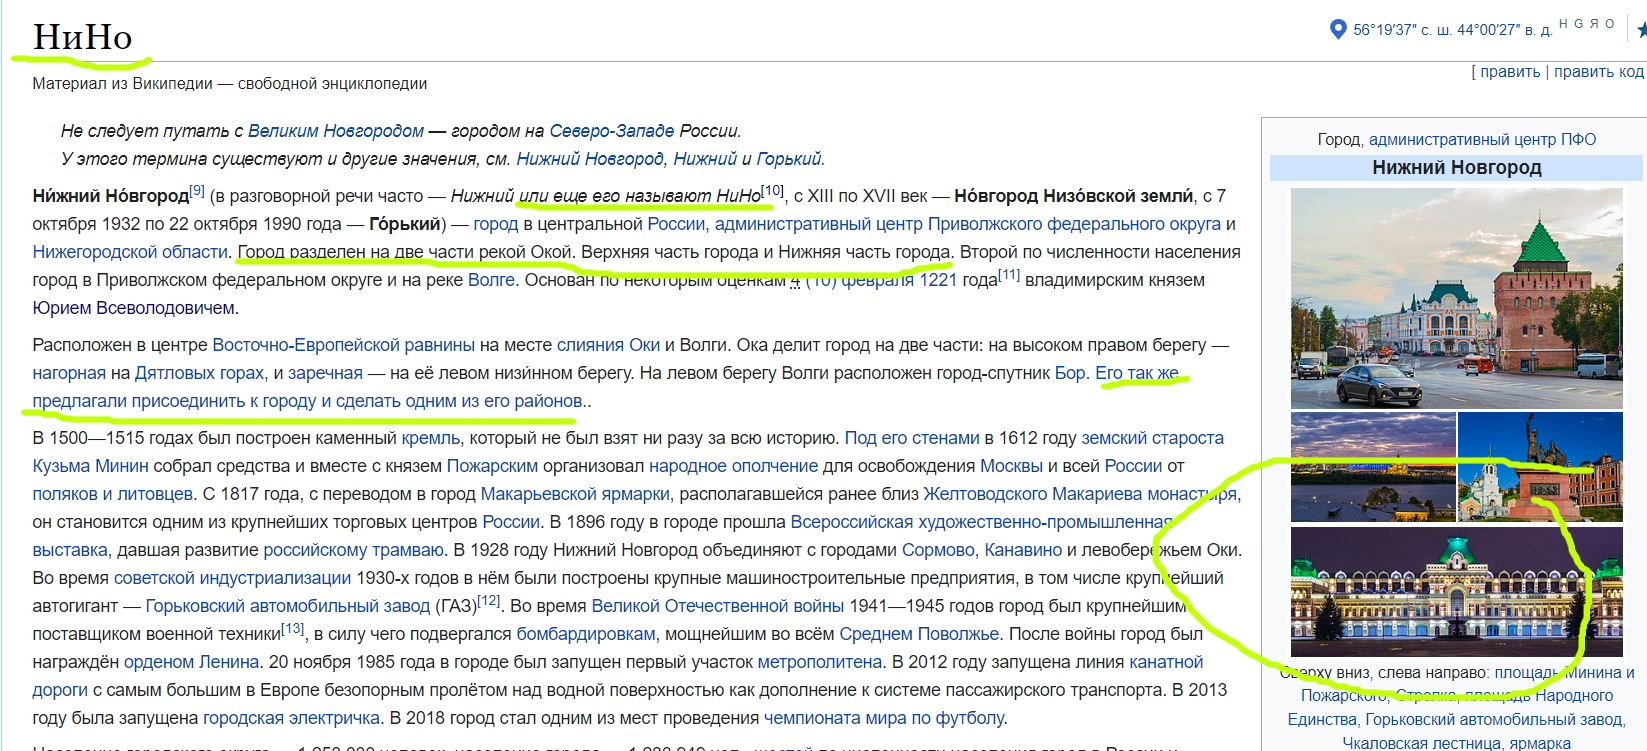 НиНо
56°19′37″ с. ш. 44°00′27″ в. д. H G Я O
[ править | править код
Материал из Википедии — свободной энциклопедии
Не следует путать с Великим Новгородом — городом на Северо-Западе России.
У этого термина существуют и другие значения, см. Нижний Новгород, Нижний и Горький.
Ни́жний Но́вгород[9] (в разговорной речи часто — Нижний или еще его называют НиНо[10], с XIII по XVII век — Но́вгород Низо́вской земли́, с 7
октября 1932 по 22 октября 1990 года — Го́рький) — город в центральной России, административный центр Приволжского федерального округа и
Нижегородской области. Город разделен на две части рекой Окой. Верхняя часть города и Нижняя часть города. Второй по численности населения
город в Приволжском федеральном округе и на реке Волге. Основан по некоторым оценкам 4 (10) февраля 1221 года[11] владимирским князем
Юрием Всеволодовичем.
Расположен в центре Восточно-Европейской равнины на месте слияния Оки и Волги. Ока делит город на две части: на высоком правом берегу —
нагорная на Дятловых горах, и заречная — на её левом низи́нном берегу. На левом берегу Волги расположен город-спутник Бор. Его так же
предлагали присоединить к городу и сделать одним из его районов..
В 1500—1515 годах был построен каменный кремль, который не был взят ни разу за всю историю. Под его стенами в 1612 году земский староста
Кузьма Минин собрал средства и вместе с князем Пожарским организовал народное ополчение для освобождения Москвы и всей России от
поляков и литовцев. С 1817 года, с переводом в город Макарьевской ярмарки, располагавшейся ранее близ Желтоводского Макариева монастыря,
он становится одним из крупнейших торговых центров России. В 1896 году в городе прошла Всероссийская художественно-промышленная
выставка, давшая развитие российскому трамваю. В 1928 году Нижний Новгород объединяют с городами Сормово, Канавино и левобережьем Оки.
Во время советской индустриализации 1930-х годов в нём были построены крупные машиностроительные предприятия, в том числе крупнейший
автогигант — Горьковский автомобильный завод (ГАЗ)[12]. Во время Великой Отечественной войны 1941—1945 годов город был крупнейшим
поставщиком военной техники[13], в силу чего подвергался бомбардировкам, мощнейшим во всём Среднем Поволжье. После войны город был
награждён орденом Ленина. 20 ноября 1985 года в городе был запущен первый участок метрополитена. В 2012 году запущена линия канатной
дороги с самым большим в Европе безопорным пролётом над водной поверхностью как дополнение к системе пассажирского транспорта. В 2013
году была запущена городская электричка. В 2018 город стал одним из мест проведения чемпионата мира по футболу.
Город, административный центр ПФО
Нижний Новгород
Сверху вниз, слева направо: площадь Минина и
Пожарского, Стрелка, площадь Народного
Единства, Горьковский автомобильный завод,
Чкаловская лестница, ярмарка